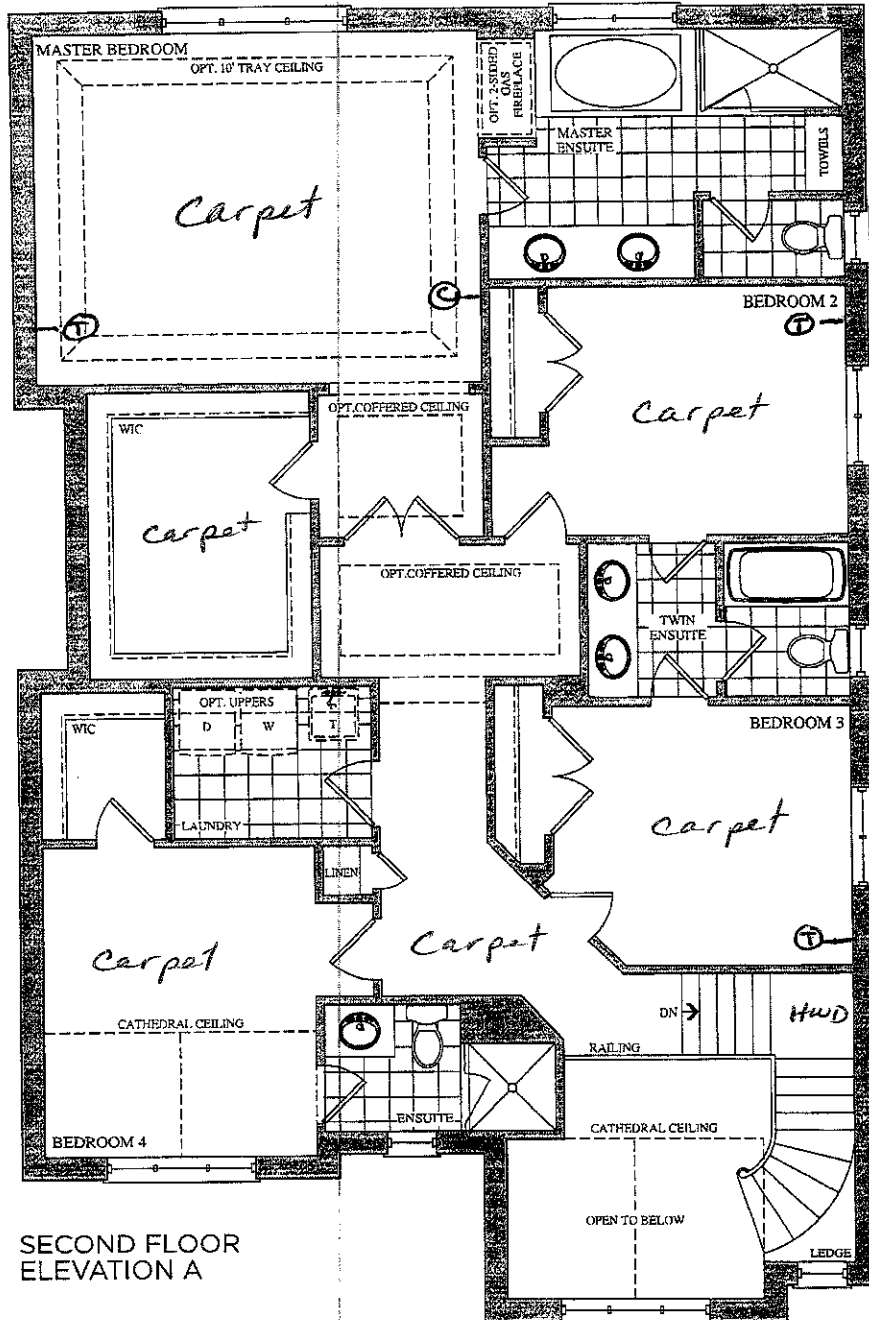 MASTER BEDROOM
OPT. 10' TRAY CEILING
OPT. 2-SIDED
GAS
FIREPLACE
MASTER
ENSUITE
TOWELS
Carpet
C
T
BEDROOM 2
T
Carpet
WIC
OPT.COFFERED CEILING
Carpet
OPT.COFFERED CEILING
TWIN
ENSUITE
OPT. UPPERS
D
W
T
WIC
LAUNDRY
BEDROOM 3
Carpet
LINEN
T
Carpet
Carpet
CATHEDRAL CEILING
DN
HWD
RAILING
ENSUITE
BEDROOM 4
CATHEDRAL CEILING
OPEN TO BELOW
LEDGE
SECOND FLOOR
ELEVATION A